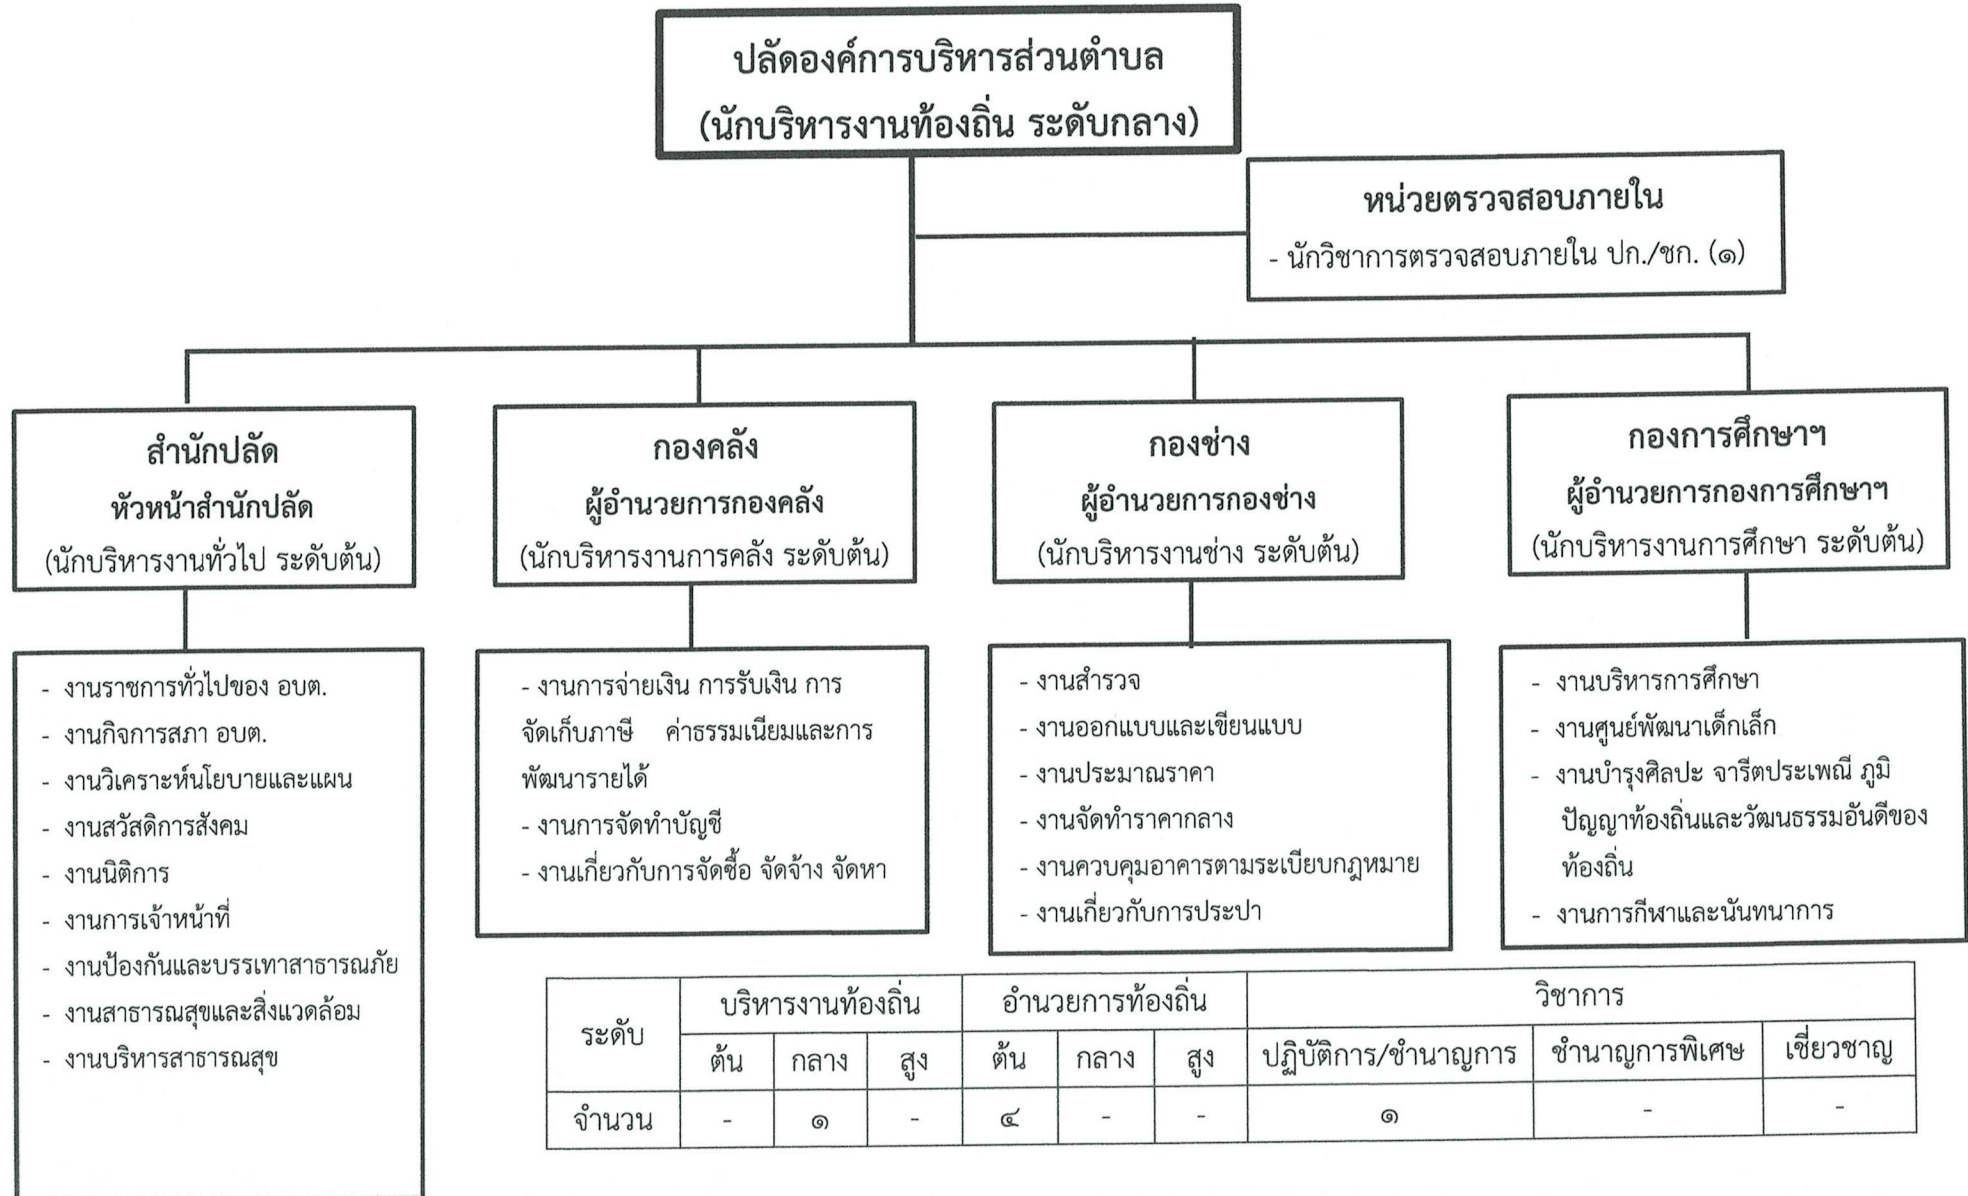 ปลัดองค์การบริหารส่วนตำบล
(นักบริหารงานท้องถิ่น ระดับกลาง)
หน่วยตรวจสอบภายใน
- นักวิชาการตรวจสอบภายใน ปก./ชก. (๑)
สำนักปลัด
หัวหน้าสำนักปลัด
(นักบริหารงานทั่วไป ระดับต้น)
กองคลัง
ผู้อำนวยการกองคลัง
(นักบริหารงานการคลัง ระดับต้น)
กองช่าง
ผู้อำนวยการกองช่าง
(นักบริหารงานช่าง ระดับต้น)
กองการศึกษาฯ
ผู้อำนวยการกองการศึกษาฯ
(นักบริหารงานการศึกษา ระดับต้น)
- งานราชการทั่วไปของ อบต.
- งานกิจการสภา อบต.
- งานวิเคราะห์นโยบายและแผน
- งานสวัสดิการสังคม
- งานนิติการ
- งานการเจ้าหน้าที่
- งานป้องกันและบรรเทาสาธารณภัย
- งานสาธารณสุขและสิ่งแวดล้อม
- งานบริหารสาธารณสุข
- งานการจ่ายเงิน การรับเงิน การ
จัดเก็บภาษี ค่าธรรมเนียมและการ
พัฒนารายได้
- งานการจัดทำบัญชี
- งานเกี่ยวกับการจัดซื้อ จัดจ้าง จัดหา
- งานสำรวจ
- งานออกแบบและเขียนแบบ
- งานประมาณราคา
- งานจัดทำราคากลาง
- งานควบคุมอาคารตามระเบียบกฎหมาย
- งานเกี่ยวกับการประปา
- งานบริหารการศึกษา
- งานศูนย์พัฒนาเด็กเล็ก
- งานบำรุงศิลปะ จารีตประเพณี ภูมิ
ปัญญาท้องถิ่นและวัฒนธรรมอันดีของ
ท้องถิ่น
- งานการกีฬาและนันทนาการ
ระดับ บริหารงานท้องถิ่น อำนวยการท้องถิ่น วิชาการ
ต้น กลาง สูง ต้น กลาง สูง ปฏิบัติการ/ชำนาญการ ชำนาญการพิเศษ เชี่ยวชาญ
จำนวน - ๑ - ๔ - - ๑ - -